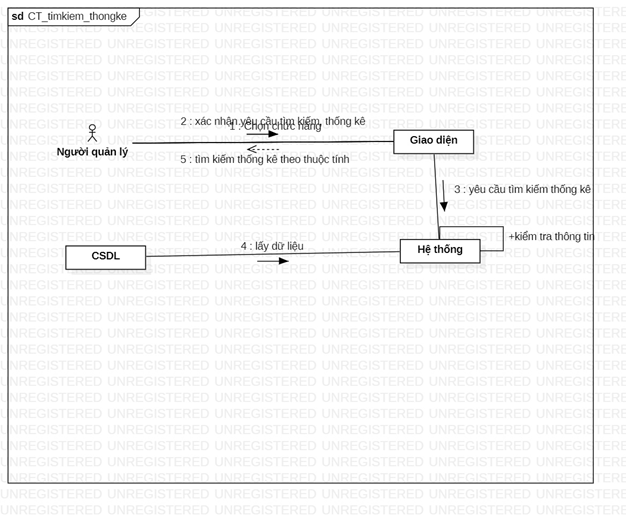 sd CT_timkiem_thongke
2 : xác nhận yêu cầu tìm kiếm, thống kê
1 : Chọn chức năng
Người quản lý
Giao diện
5 : tìm kiếm thống kê theo thuộc tính
3 : yêu cầu tìm kiếm thống kê
+kiểm tra thông tin
4 : lấy dữ liệu
Hệ thống
CSDL
UNREGISTERED